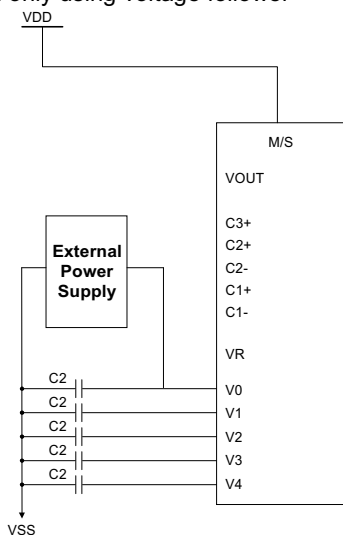 only using voltage follower
VDD
M/S
VOUT
C3+
C2+
C2-
C1+
C1-
External
Power
Supply
VR
C2
V0
C2
V1
C2
V2
C2
V3
C2
V4
VSS